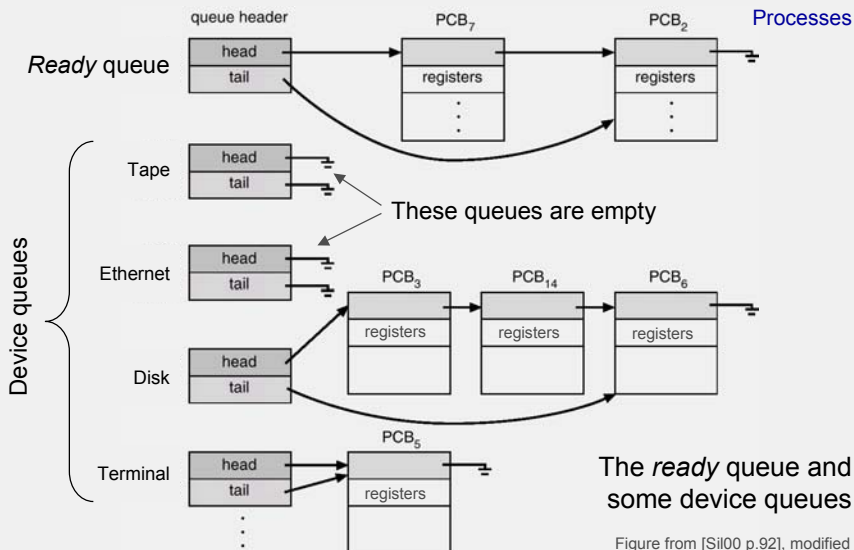 Processes
queue header
PCB7
PCB2
Ready queue
head
tail
registers
registers
Device queues
Tape
head
tail
These queues are empty
Ethernet
head
tail
PCB3
PCB14
PCB6
registers
registers
registers
Disk
head
tail
PCB5
Terminal
head
tail
registers
The ready queue and
some device queues
Figure from [Sil00 p.92], modified